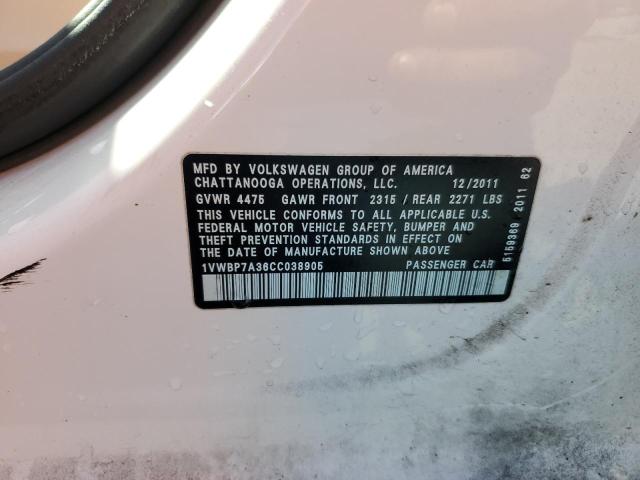 MFD BY VOLKSWAGEN GROUP OF AMERICA
CHATTANOOGA OPERATIONS, LLC. 12/2011
GVWR 4475 GAWR FRONT 2315 / REAR 2271 LBS
THIS VEHICLE CONFORMS TO ALL APPLICABLE U.S.
FEDERAL MOTOR VEHICLE SAFETY, BUMPER AND
THEFT PREVENTION STANDARDS IN EFFECT ON
THE DATE OF MANUFACTURE SHOWN ABOVE
1VWBP7A36CC038905 PASSENGER CAR
5159369 2011 62